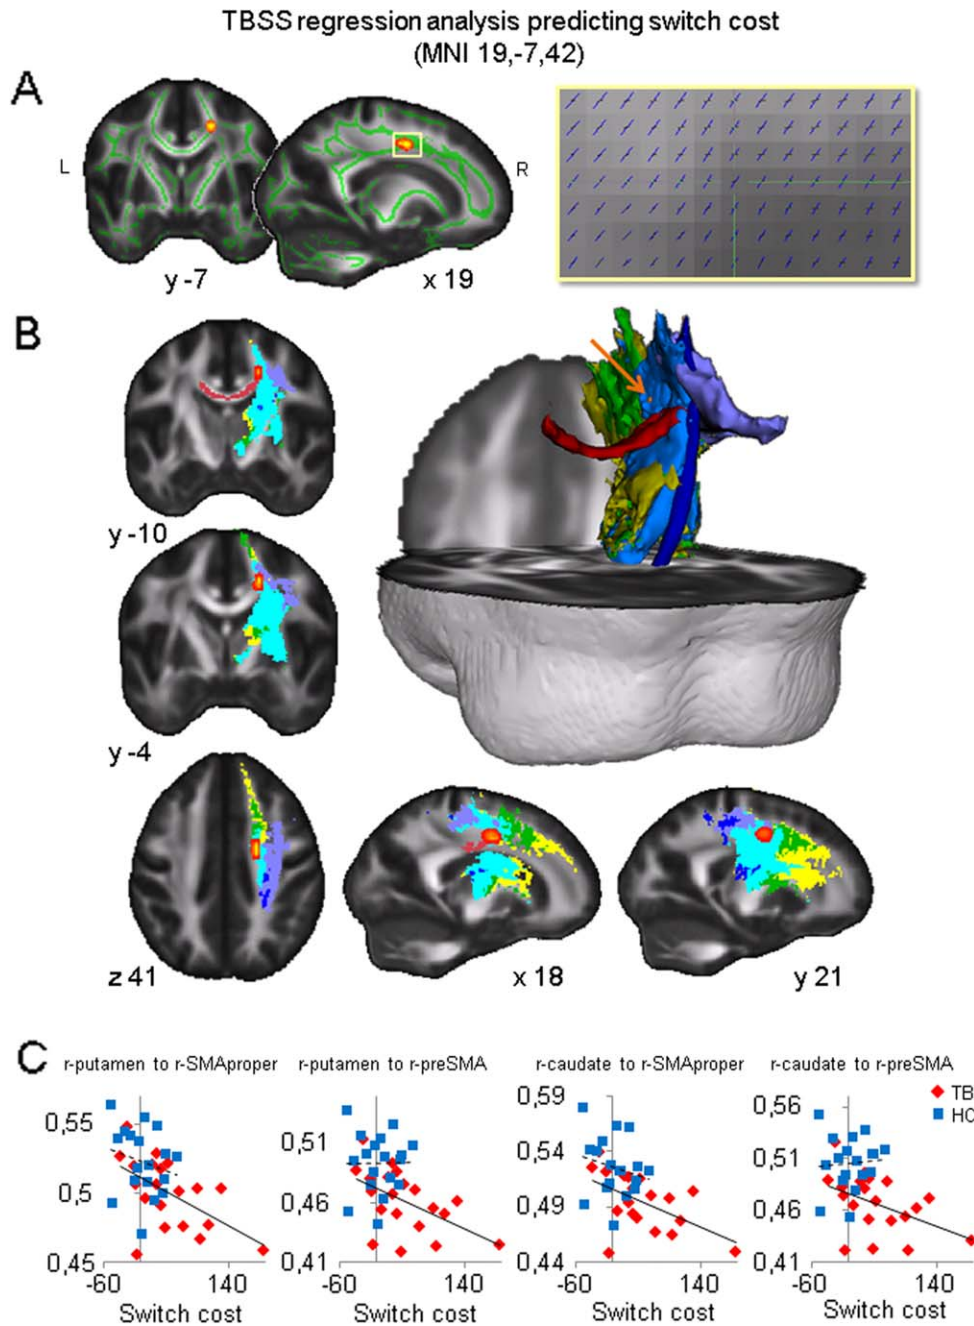 TBSS regression analysis predicting switch cost
(MNI 19,-7,42)
A
L
R
y -7
x 19
B
y -10
y -4
z 41
x 18
y 21
C
r-putamen to r-SMAproper
r-putamen to r-preSMA
r-caudate to r-SMAproper
r-caudate to r-preSMA
TB
HC
0,55
0,5
0,45
-60
140
Switch cost
0,51
0,46
0,41
-60
140
Switch cost
0,59
0,54
0,49
0,44
-60
140
Switch cost
0,56
0,51
0,46
0,41
-60
140
Switch cost